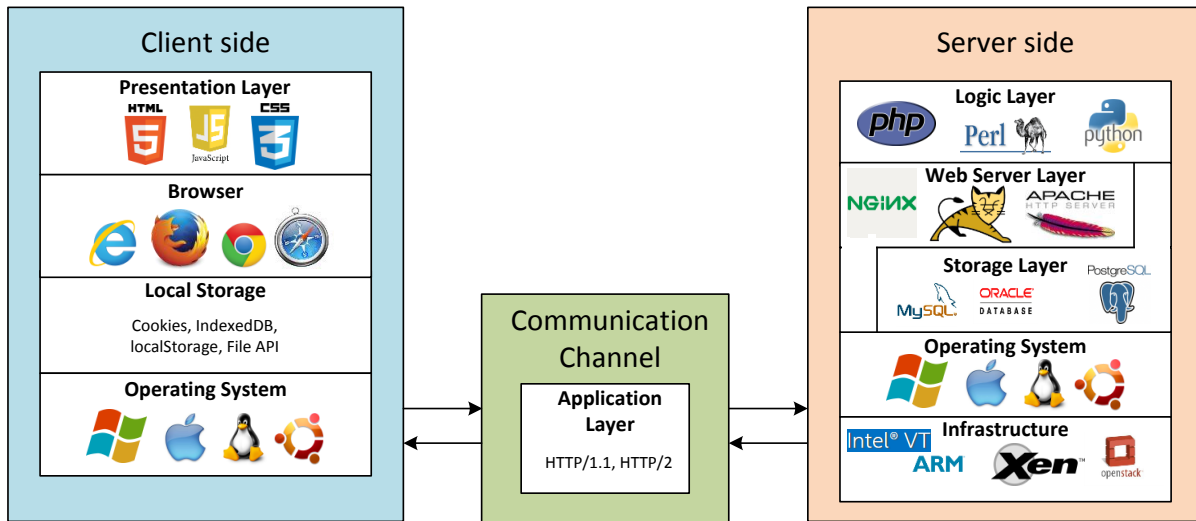 Client side
Presentation Layer
HTML
JS
CSS
5
JavaScript
3
Browser
Local Storage
Cookies, IndexedDB,
localStorage, File API
Operating System
Communication
Channel
Application
Layer
HTTP/1.1, HTTP/2
Server side
Logic Layer
php
Perl
python
Web Server Layer
NGINX
APACHE
HTTP SERVER
Storage Layer
PostgreSQL
MySQL
ORACLE
DATABASE
Operating System
Infrastructure
Intel® VT
ARM
Xen™
openstack